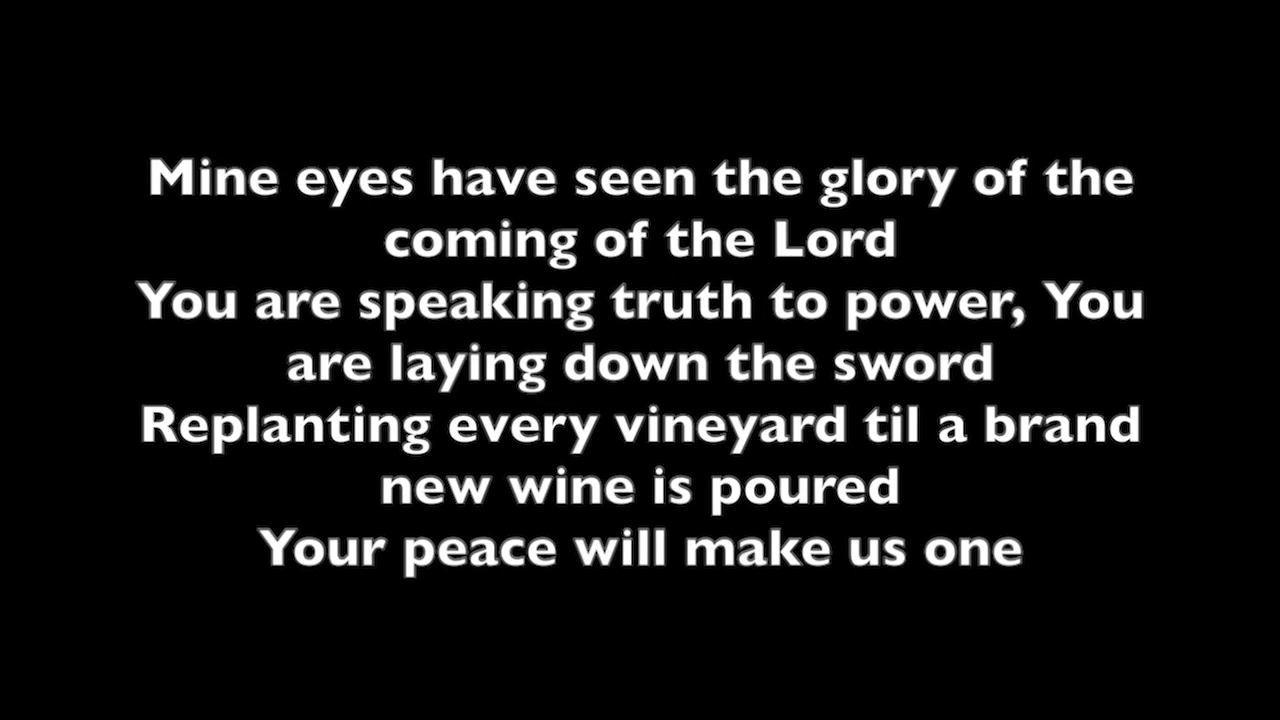 Mine eyes have seen the glory of the
coming of the Lord
You are speaking truth to power, You
are laying down the sword
Replanting every vineyard til a brand
new wine is poured
Your peace will make us one